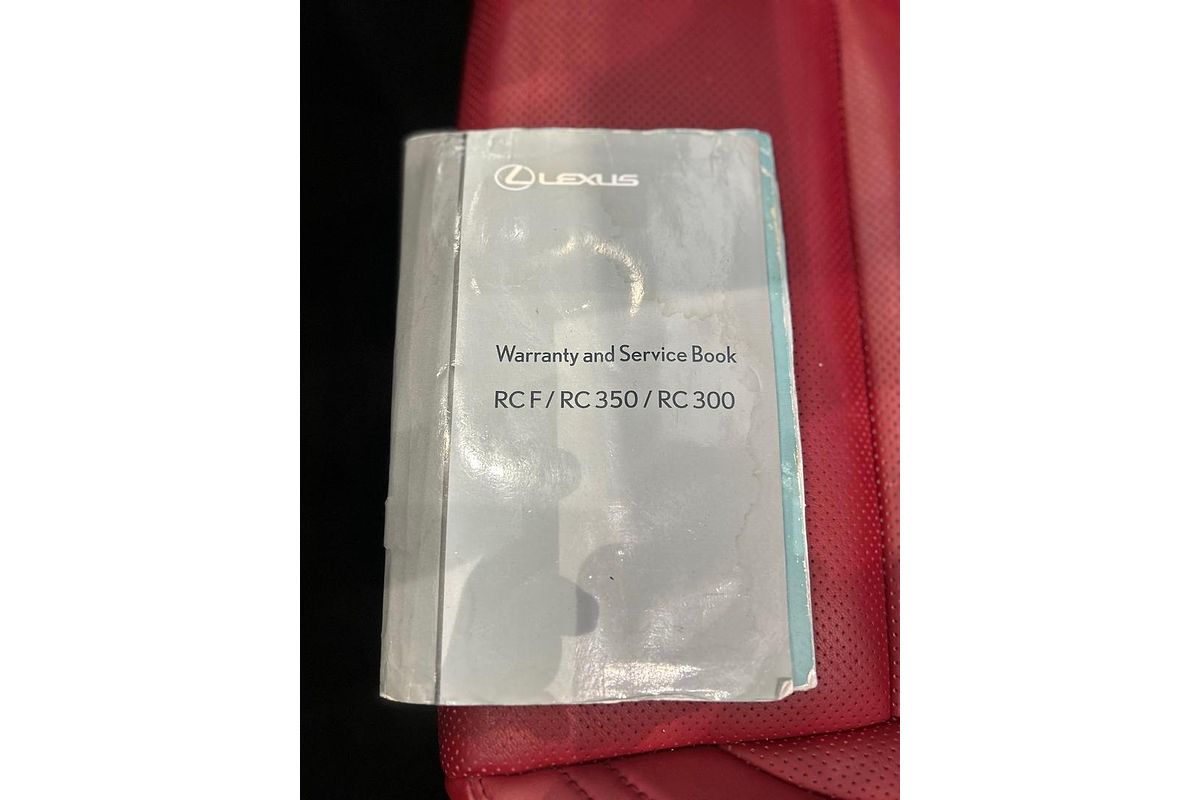 LEXUS
Warranty and Service Book
RC F / RC 350 / RC 300